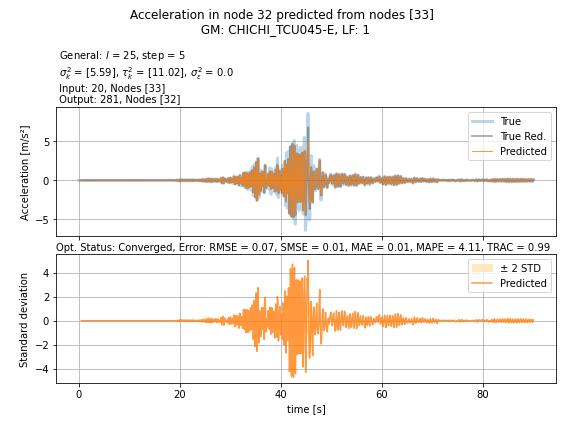 Acceleration in node 32 predicted from nodes [33]
GM: CHICHI_TCU045-E, LF: 1
General: l = 25, step = 5
σ²ₖ = [5.59], τ²ₖ = [11.02], σ²ε = 0.0
Input: 20, Nodes [33]
Output: 281, Nodes [32]
Acceleration [m/s²]
5
0
−5
True
True Red.
Predicted
Opt. Status: Converged, Error: RMSE = 0.07, SMSE = 0.01, MAE = 0.01, MAPE = 4.11, TRAC = 0.99
Standard deviation
4
2
0
−2
−4
± 2 STD
Predicted
0 20 40 60 80
time [s]